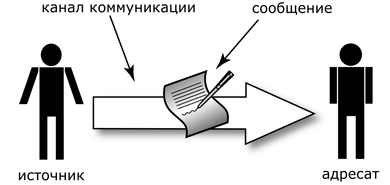 канал коммуникации
сообщение
источник
адресат